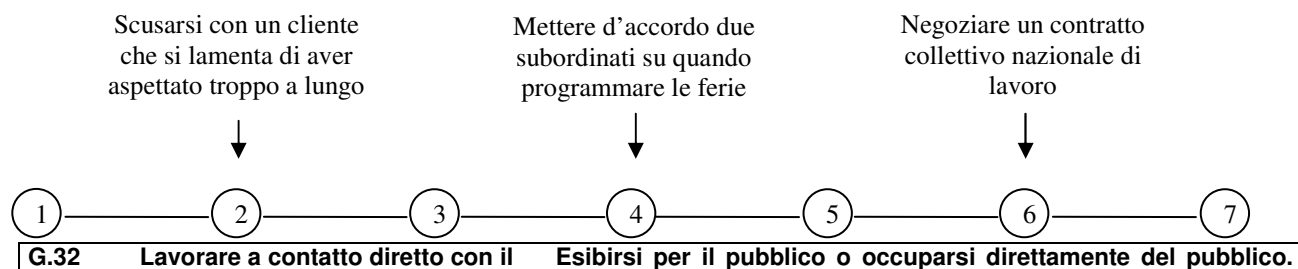 Scusarsi con un cliente
che si lamenta di aver
aspettato troppo a lungo
Mettere d'accordo due
subordinati su quando
programmare le ferie
Negoziare un contratto
collettivo nazionale di
lavoro
1 2 3 4 5 6 7
G.32 Lavorare a contatto diretto con il Esibirsi per il pubblico o occuparsi direttamente del pubblico.